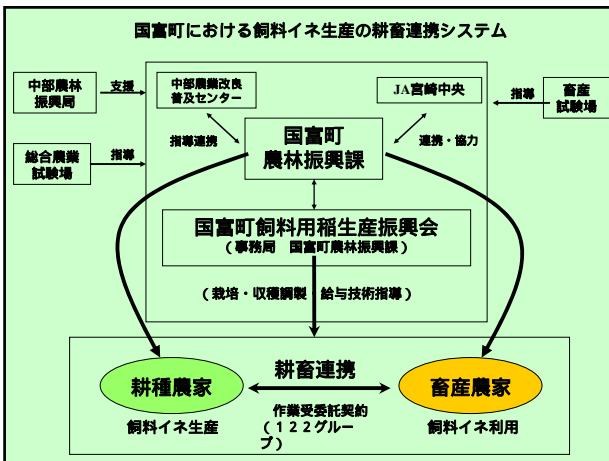 国富町における飼料イネ生産の耕畜連携システム
中部農林
振興局
支援
中部農業改良
普及センター
JA宮崎中央
指導
畜産
試験場
総合農業
試験場
指導
指導連携
国富町
農林振興課
連携・協力
国富町飼料用稲生産振興会
(事務局 国富町農林振興課)
(栽培・収穫調製・給与技術指導)
耕種農家
耕畜連携
畜産農家
飼料イネ生産
作業受委託契約
(122グルー
プ)
飼料イネ利用